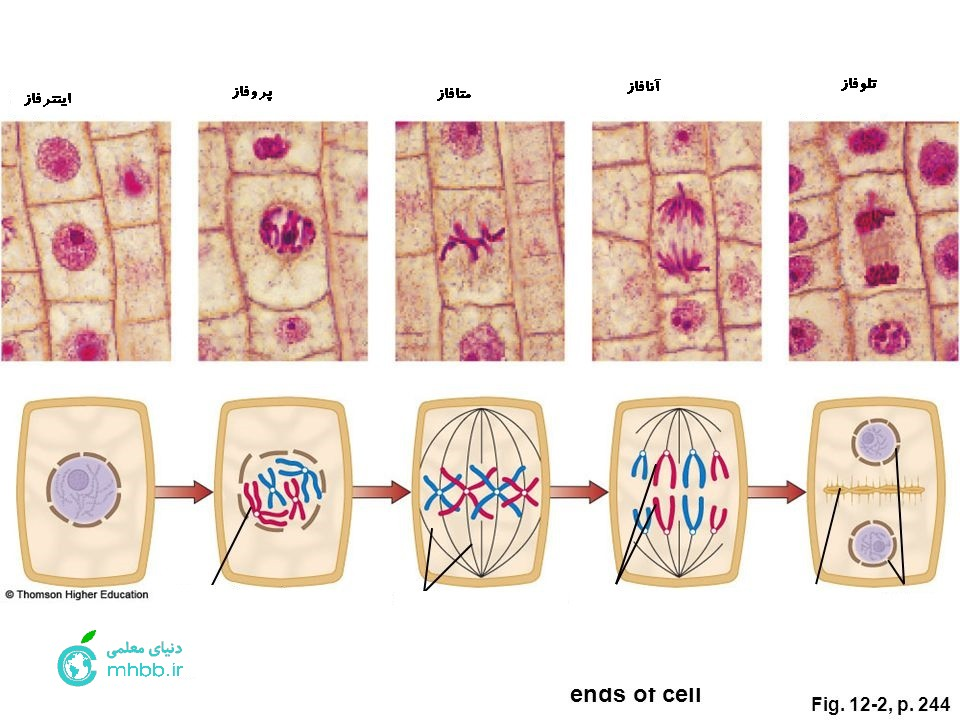 اینترفاز
پروفاز
متافاز
آنافاز
تلوفاز
© Thomson Higher Education
دنیای معلمی
mhbb.ir
ends of cell
Fig. 12-2, p. 244